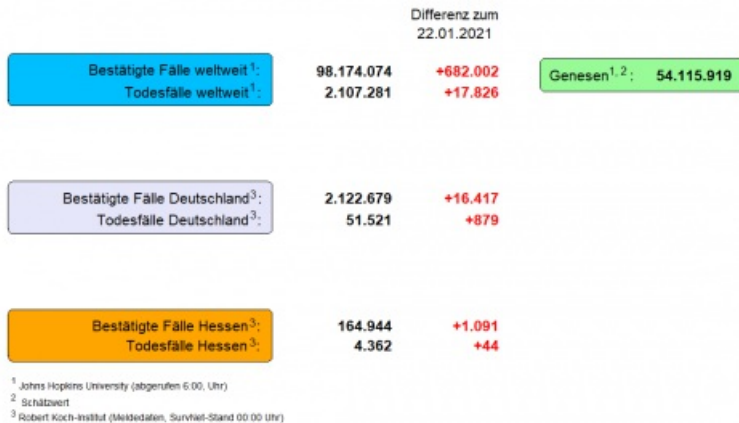 Differenz zum
22.01.2021
Bestätigte Fälle weltweit¹: 98.174.074 +682.002 Genesen¹,²: 54.115.919
Todesfälle weltweit¹: 2.107.281 +17.826
Bestätigte Fälle Deutschland³: 2.122.679 +16.417
Todesfälle Deutschland³: 51.521 +879
Bestätigte Fälle Hessen³: 164.944 +1.091
Todesfälle Hessen³: 4.362 +44
¹ Johns Hopkins University (abgerufen 6:00, Uhr)
² Schätzwert
³ Robert Koch-Institut (Meldedaten, SurvNet-Stand 00:00 Uhr)